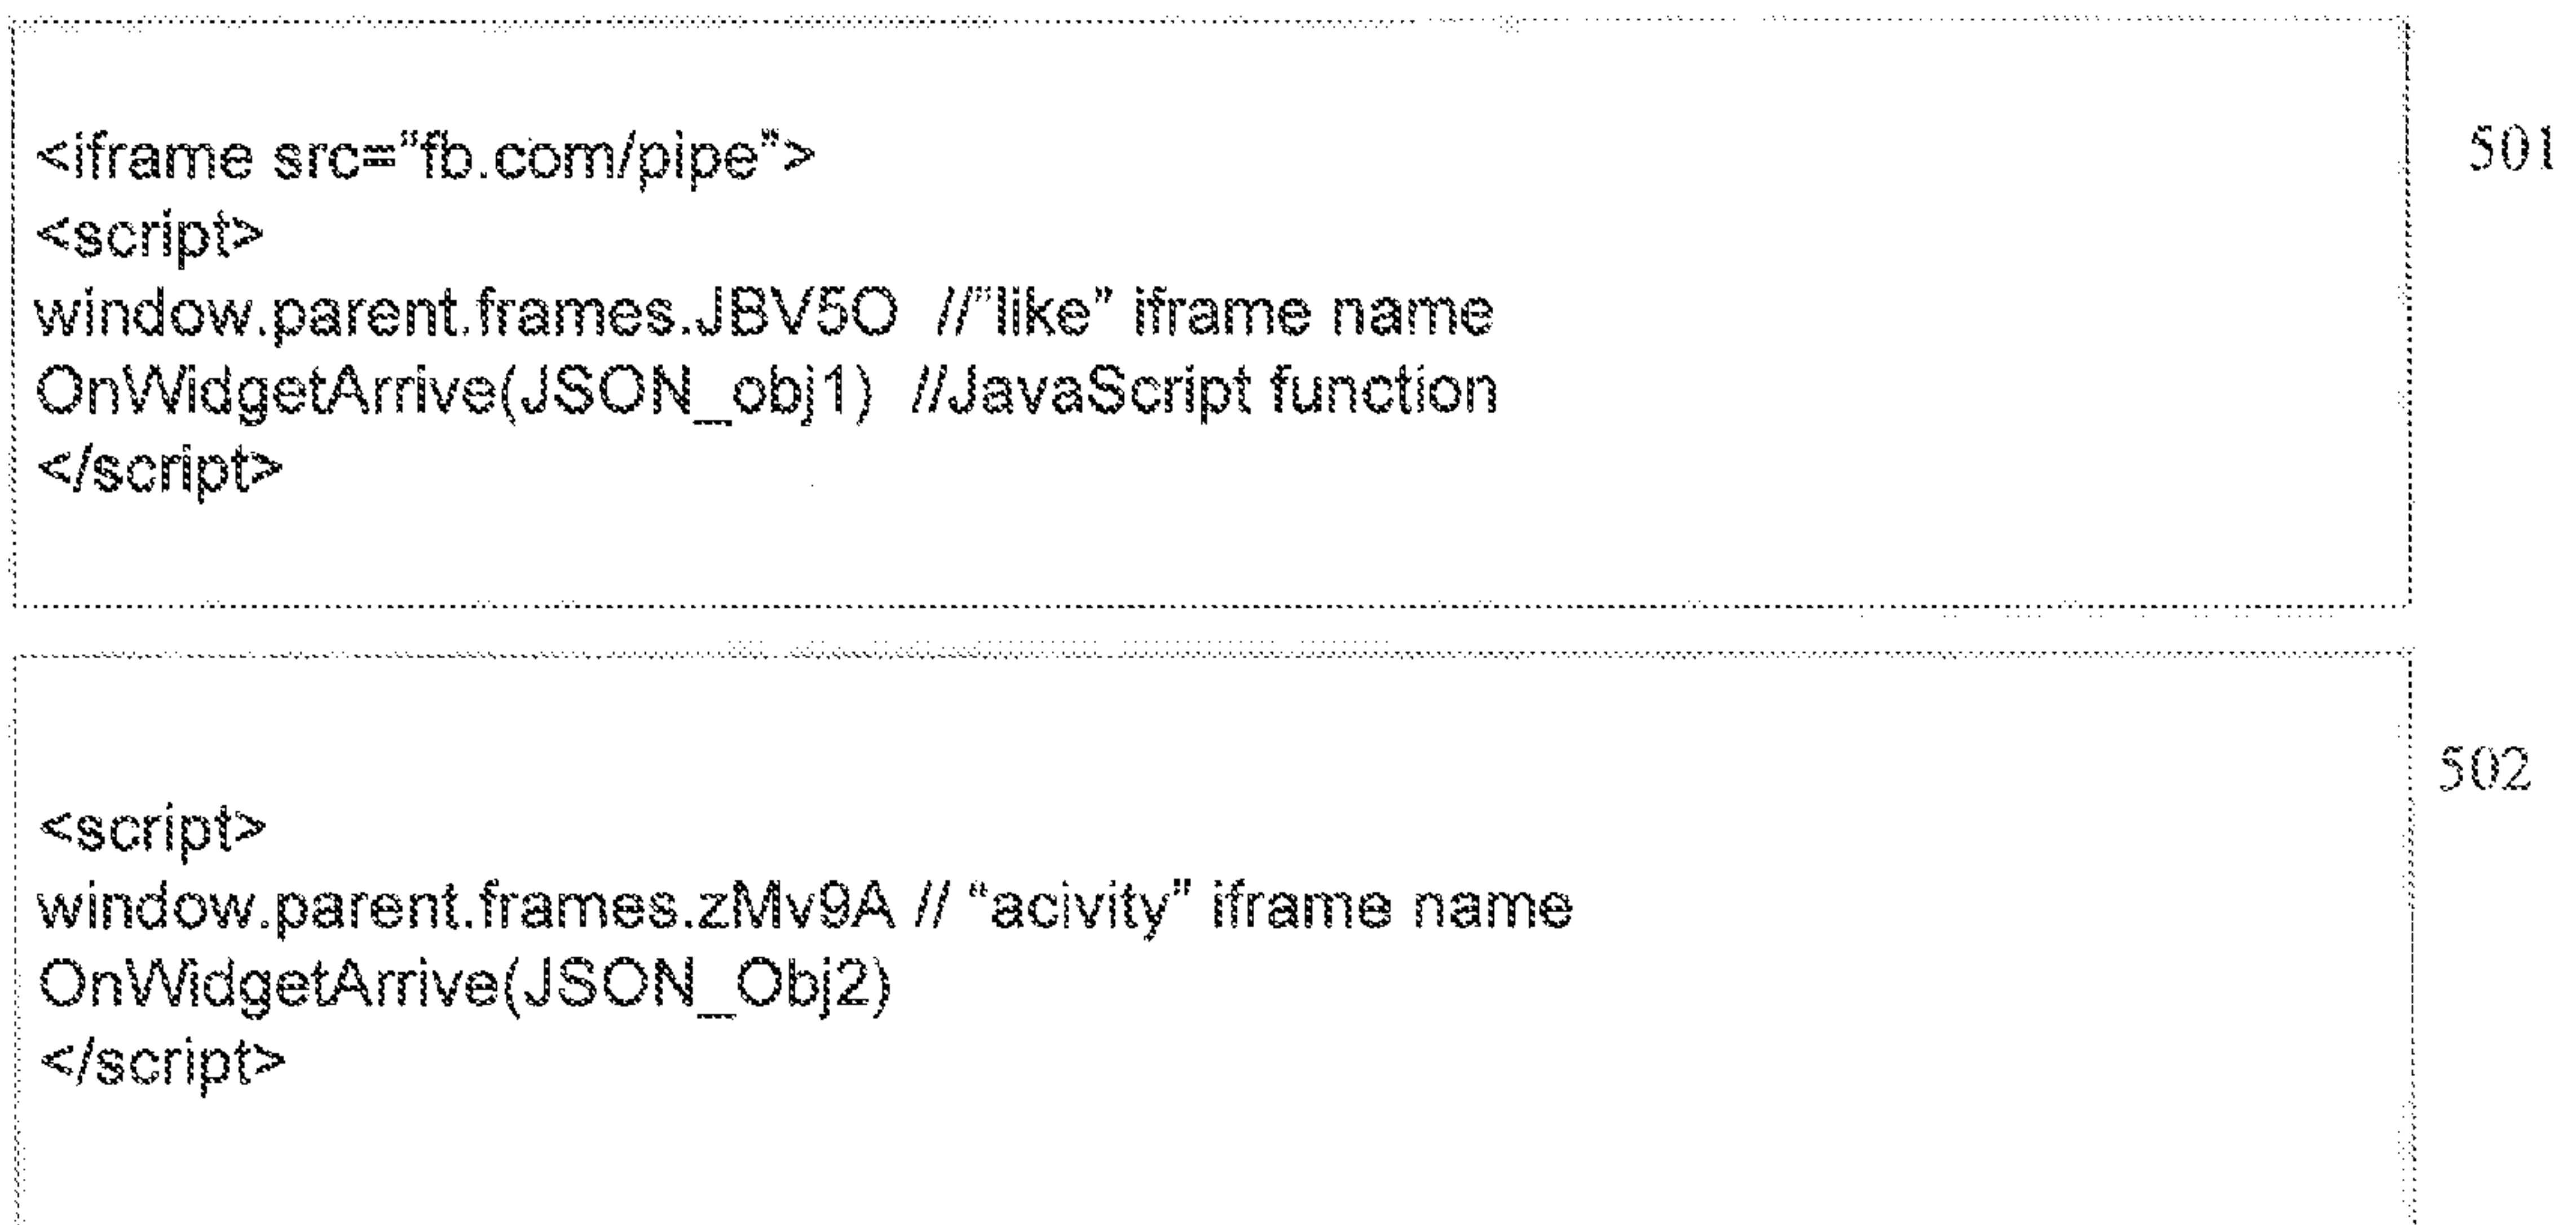 <iframe src="fb.com/pipe">
501
<script>
window.parent.frames.JBV5O //"like" iframe name
OnWidgetArrive(JSON_obj1) //JavaScript function
</script>
502
<script>
window.parent.frames.zMv9A // "acivity" iframe name
OnWidgetArrive(JSON_Obj2)
</script>